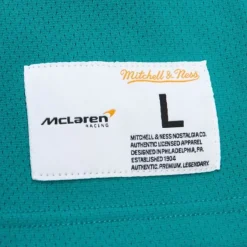 Mitchell & Ness
McLaren
RACING
L
MITCHELL & NESS NOSTALGIA CO.
AUTHENTIC LICENSED APPAREL
DESIGNED IN PHILADELPHIA, PA
ESTABLISHED 1904
AUTHENTIC. PREMIUM. LEGENDARY.